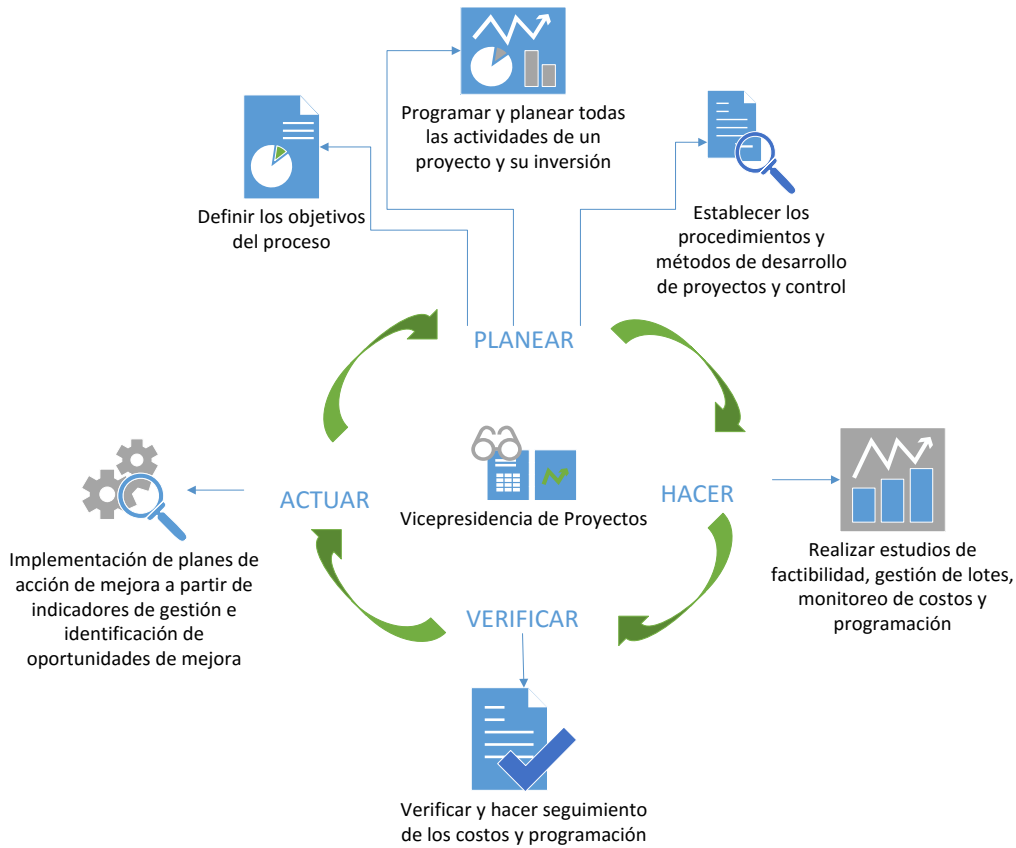 Programar y planear todas
las actividades de un
proyecto y su inversión
Definir los objetivos
del proceso
Establecer los
procedimientos y
métodos de desarrollo
de proyectos y control
PLANEAR
ACTUAR
HACER
Vicepresidencia de Proyectos
Implementación de planes de
acción de mejora a partir de
indicadores de gestión e
identificación de
oportunidades de mejora
Realizar estudios de
factibilidad, gestión de lotes,
monitoreo de costos y
programación
VERIFICAR
Verificar y hacer seguimiento
de los costos y programación